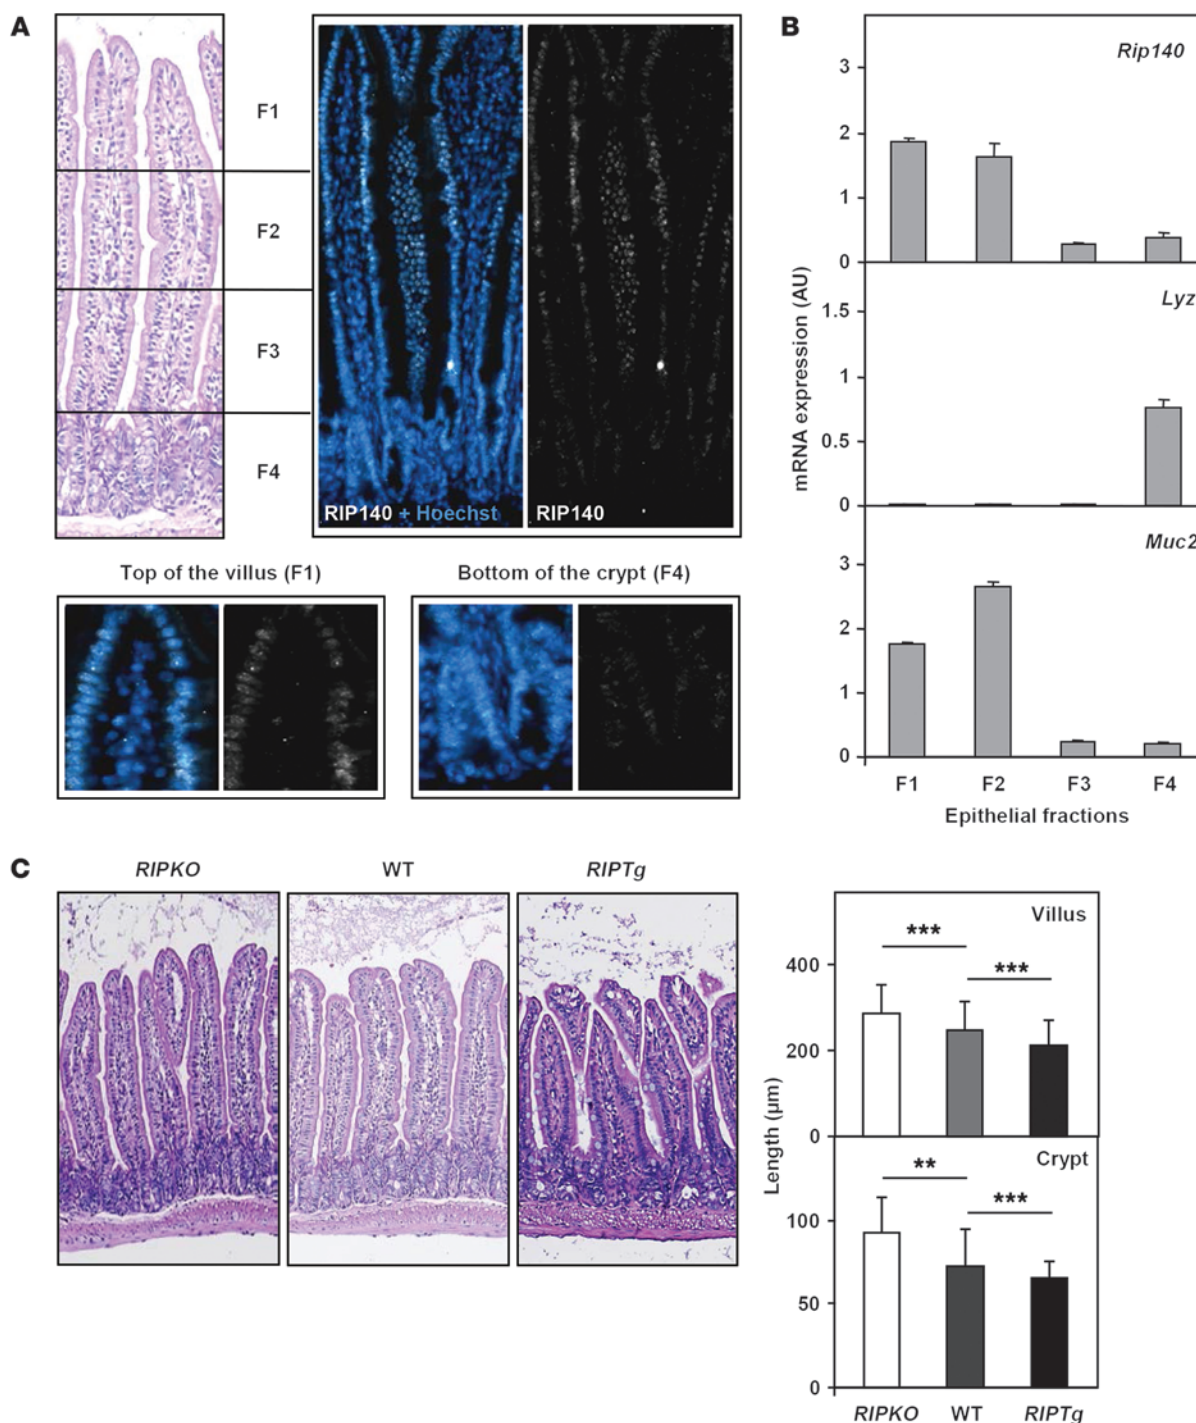 A
F1
F2
F3
F4
RIP140 + Hoechst
RIP140
Top of the villus (F1)
Bottom of the crypt (F4)
B
mRNA expression (AU)
Rip140
3
2
1
0
Lyz
1.5
1
0.5
0
Muc2
3
2
1
0
F1 F2 F3 F4
Epithelial fractions
C
RIPKO WT RIPTg
Length (µm)
Villus
***
***
400
200
0
Crypt
**
***
100
50
0
RIPKO WT RIPTg